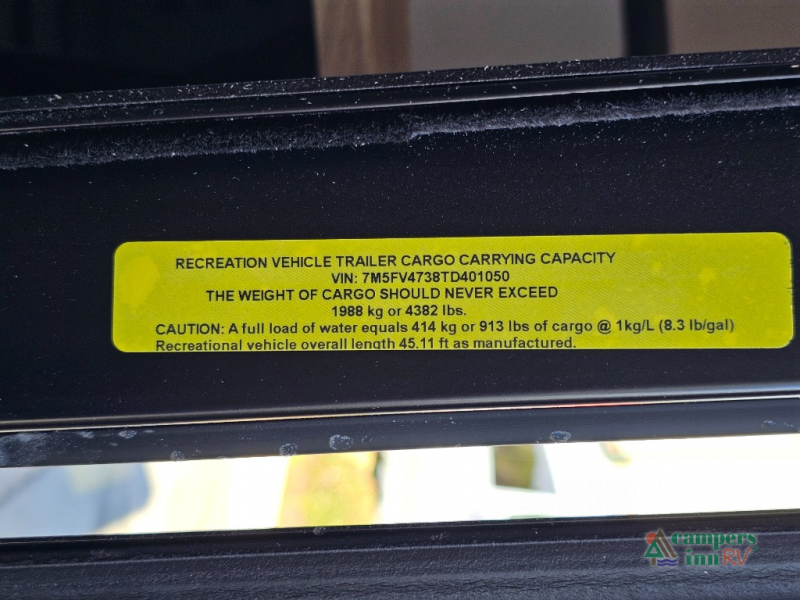 RECREATION VEHICLE TRAILER CARGO CARRYING CAPACITY
VIN: 7M5FV4738TD401050
THE WEIGHT OF CARGO SHOULD NEVER EXCEED
1988 kg or 4382 lbs.
CAUTION: A full load of water equals 414 kg or 913 lbs of cargo @ 1kg/L (8.3 lb/gal)
Recreational vehicle overall length 45.11 ft as manufactured.
campers
inn RV